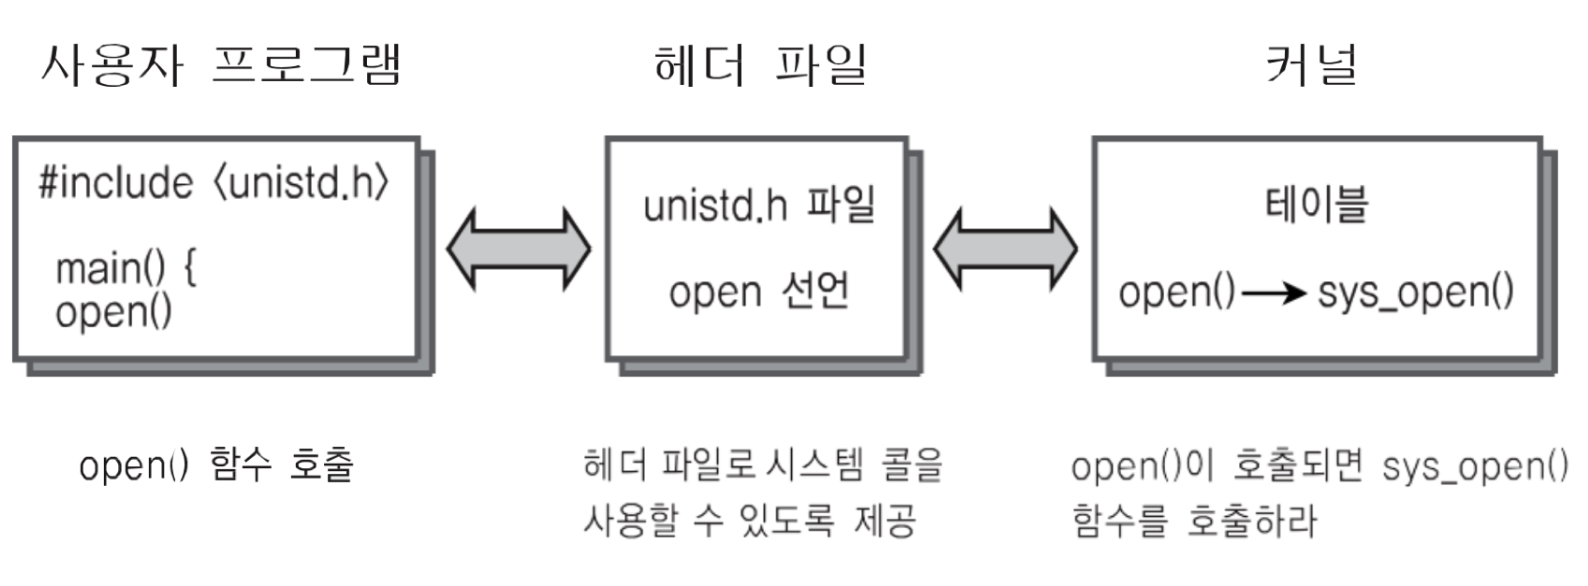 사용자 프로그램
헤더 파일
커널
#include 〈unistd.h〉
main() {
open()
unistd.h 파일
open 선언
테이블
open() → sys_open()
open() 함수 호출
헤더 파일로 시스템 콜을
사용할 수 있도록 제공
open()이 호출되면 sys_open()
함수를 호출하라